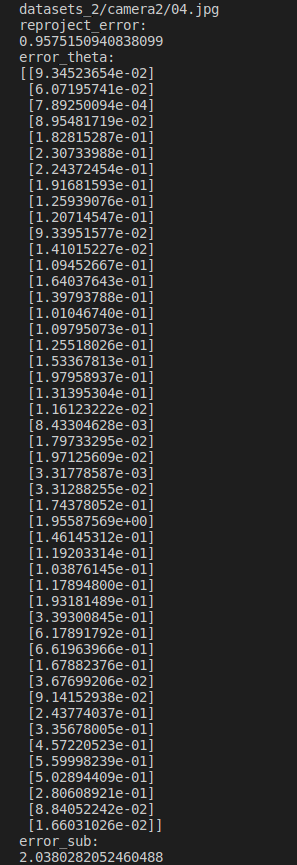 datasets_2/camera2/04.jpg
reproject_error:
0.9575150940838099
error_theta:
[[9.34523654e-02]
[6.07195741e-02]
[7.89250094e-04]
[8.95481719e-02]
[1.82815287e-01]
[2.30733988e-01]
[2.24372454e-01]
[1.91681593e-01]
[1.25939076e-01]
[1.20714547e-01]
[9.33951577e-02]
[1.41015227e-02]
[1.09452667e-01]
[1.64037643e-01]
[1.39793788e-01]
[1.01046740e-01]
[1.09795073e-01]
[1.25518026e-01]
[1.53367813e-01]
[1.97958937e-01]
[1.31395304e-01]
[1.16123222e-02]
[8.43304628e-03]
[1.79733295e-02]
[1.97125609e-02]
[3.31778587e-03]
[3.31288255e-02]
[1.74378052e-01]
[1.95587569e+00]
[1.46145312e-01]
[1.19203314e-01]
[1.03876145e-01]
[1.17894800e-01]
[1.93181489e-01]
[3.39300845e-01]
[6.17891792e-01]
[6.61963966e-01]
[1.67882376e-01]
[3.67699206e-02]
[9.14152938e-02]
[2.43774037e-01]
[3.35678005e-01]
[4.57220523e-01]
[5.59998239e-01]
[5.02894409e-01]
[2.80608921e-01]
[8.84052242e-02]
[1.66031026e-02]]
error_sub:
2.0380282052460488